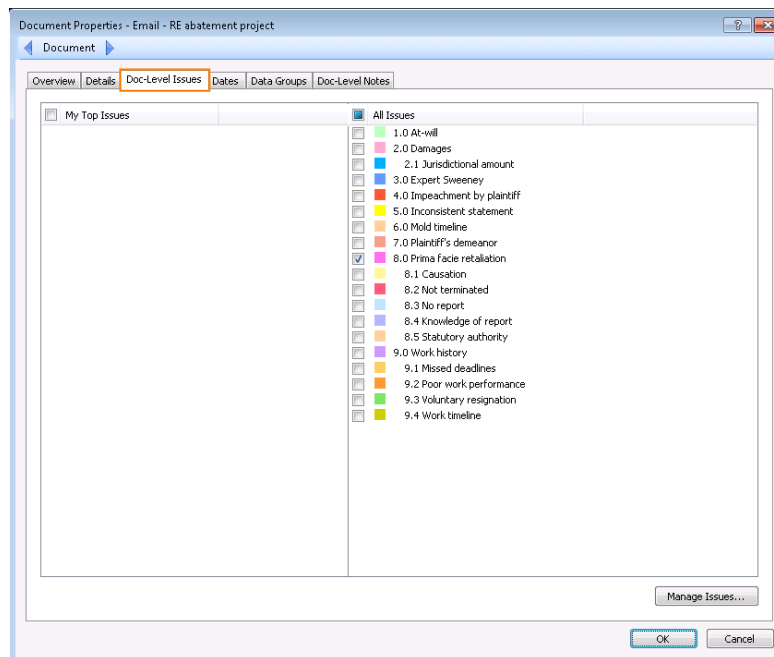 Document Properties - Email - RE abatement project
Document
Overview Details Doc-Level Issues Dates Data Groups Doc-Level Notes
My Top Issues
All Issues
1.0 At-will
2.0 Damages
2.1 Jurisdictional amount
3.0 Expert Sweeney
4.0 Impeachment by plaintiff
5.0 Inconsistent statement
6.0 Mold timeline
7.0 Plaintiff's demeanor
8.0 Prima facie retaliation
8.1 Causation
8.2 Not terminated
8.3 No report
8.4 Knowledge of report
8.5 Statutory authority
9.0 Work history
9.1 Missed deadlines
9.2 Poor work performance
9.3 Voluntary resignation
9.4 Work timeline
Manage Issues...
OK Cancel